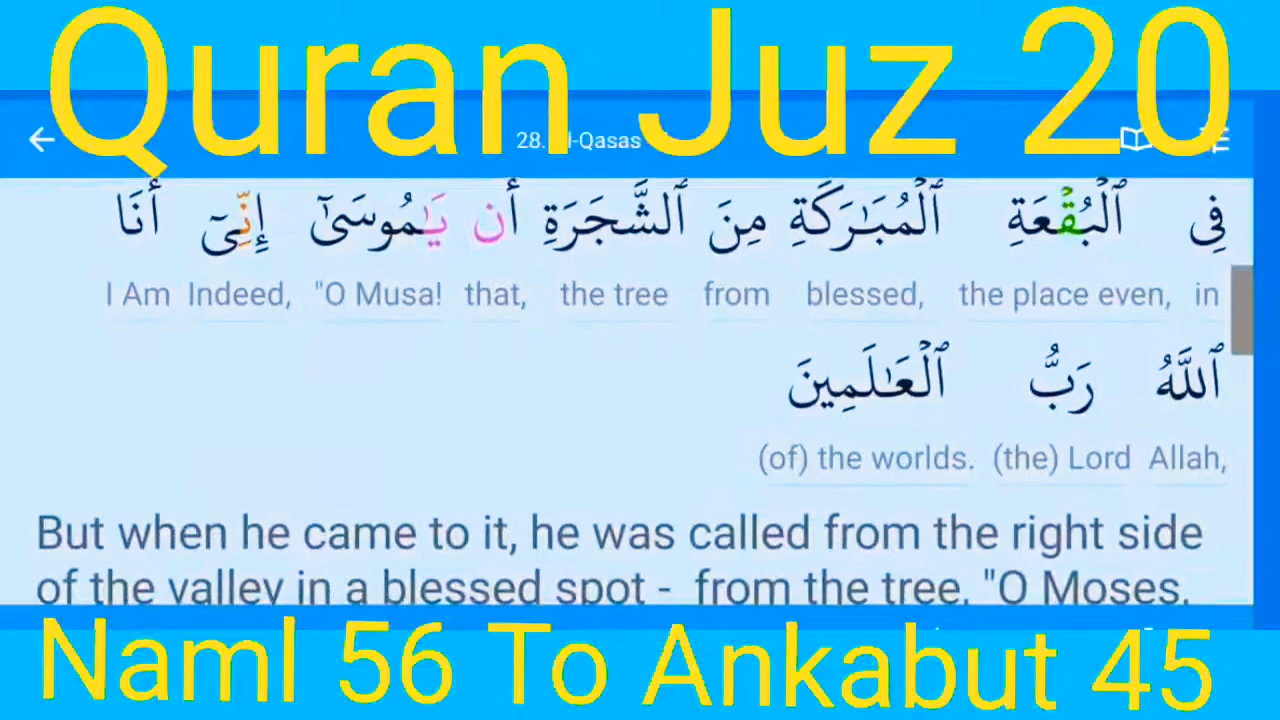 Quran Juz 20
28. l-Qasas
فِى ٱلْبُقْعَةِ ٱلْمُبَـٰرَكَةِ مِنَ ٱلشَّجَرَةِ أَن يَـٰمُوسَىٰٓ إِنِّىٓ أَنَا
I Am Indeed, "O Musa! that, the tree from blessed, the place even, in
ٱللَّهُ رَبُّ ٱلْعَـٰلَمِينَ
(of) the worlds. (the) Lord Allah,
But when he came to it, he was called from the right side
of the valley in a blessed spot - from the tree, "O Moses,
Naml 56 To Ankabut 45